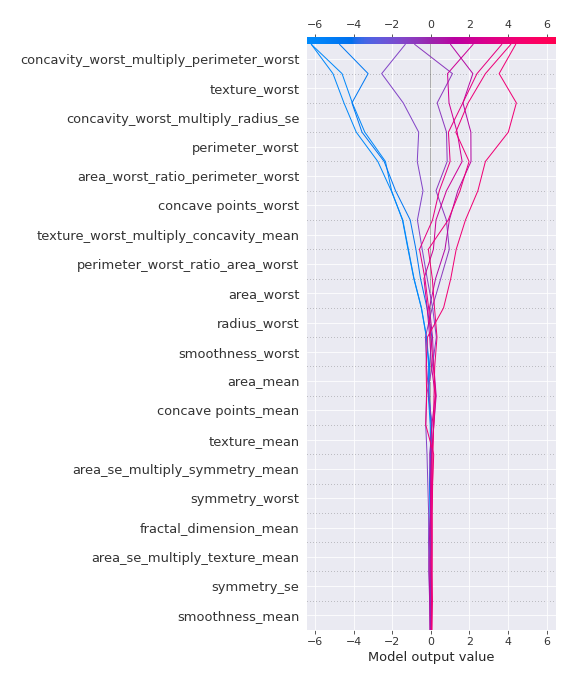 −6 −4 −2 0 2 4 6
concavity_worst_multiply_perimeter_worst
texture_worst
concavity_worst_multiply_radius_se
perimeter_worst
area_worst_ratio_perimeter_worst
concave points_worst
texture_worst_multiply_concavity_mean
perimeter_worst_ratio_area_worst
area_worst
radius_worst
smoothness_worst
area_mean
concave points_mean
texture_mean
area_se_multiply_symmetry_mean
symmetry_worst
fractal_dimension_mean
area_se_multiply_texture_mean
symmetry_se
smoothness_mean
−6 −4 −2 0 2 4 6
Model output value